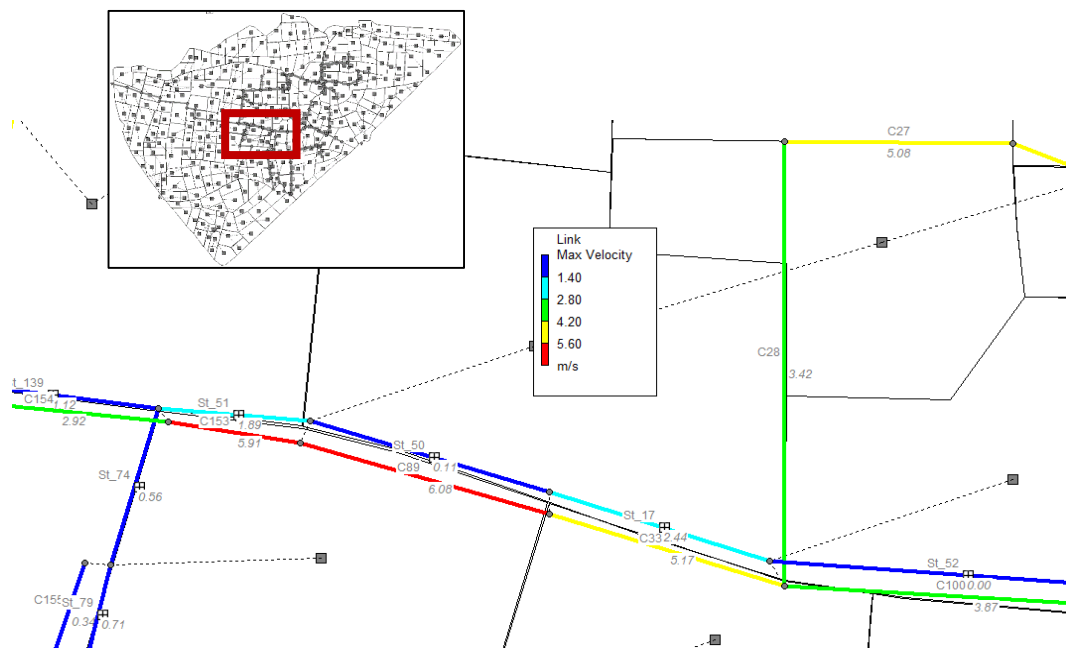 C27
5.08
Link
Max Velocity
1.40
2.80
4.20
5.60
m/s
C28
3.42
St_139
C154
1.12
2.92
St_51
C153
1.89
5.91
St_50
0.11
C89
6.08
St_74
0.56
St_17
C33
2.44
5.17
St_52
C100
0.00
3.87
St_79
0.34
0.71